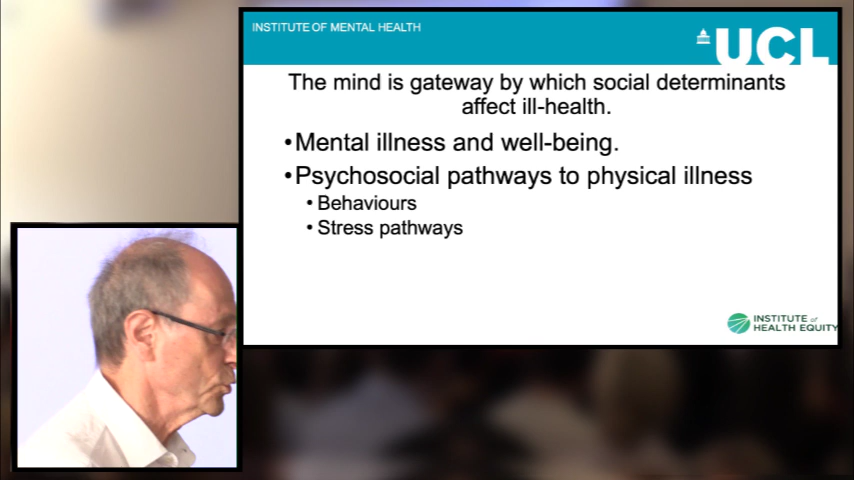 INSTITUTE OF MENTAL HEALTH
UCL
The mind is gateway by which social determinants
affect ill-health.
•Mental illness and well-being.
•Psychosocial pathways to physical illness
• Behaviours
• Stress pathways
INSTITUTE of
HEALTH EQUITY